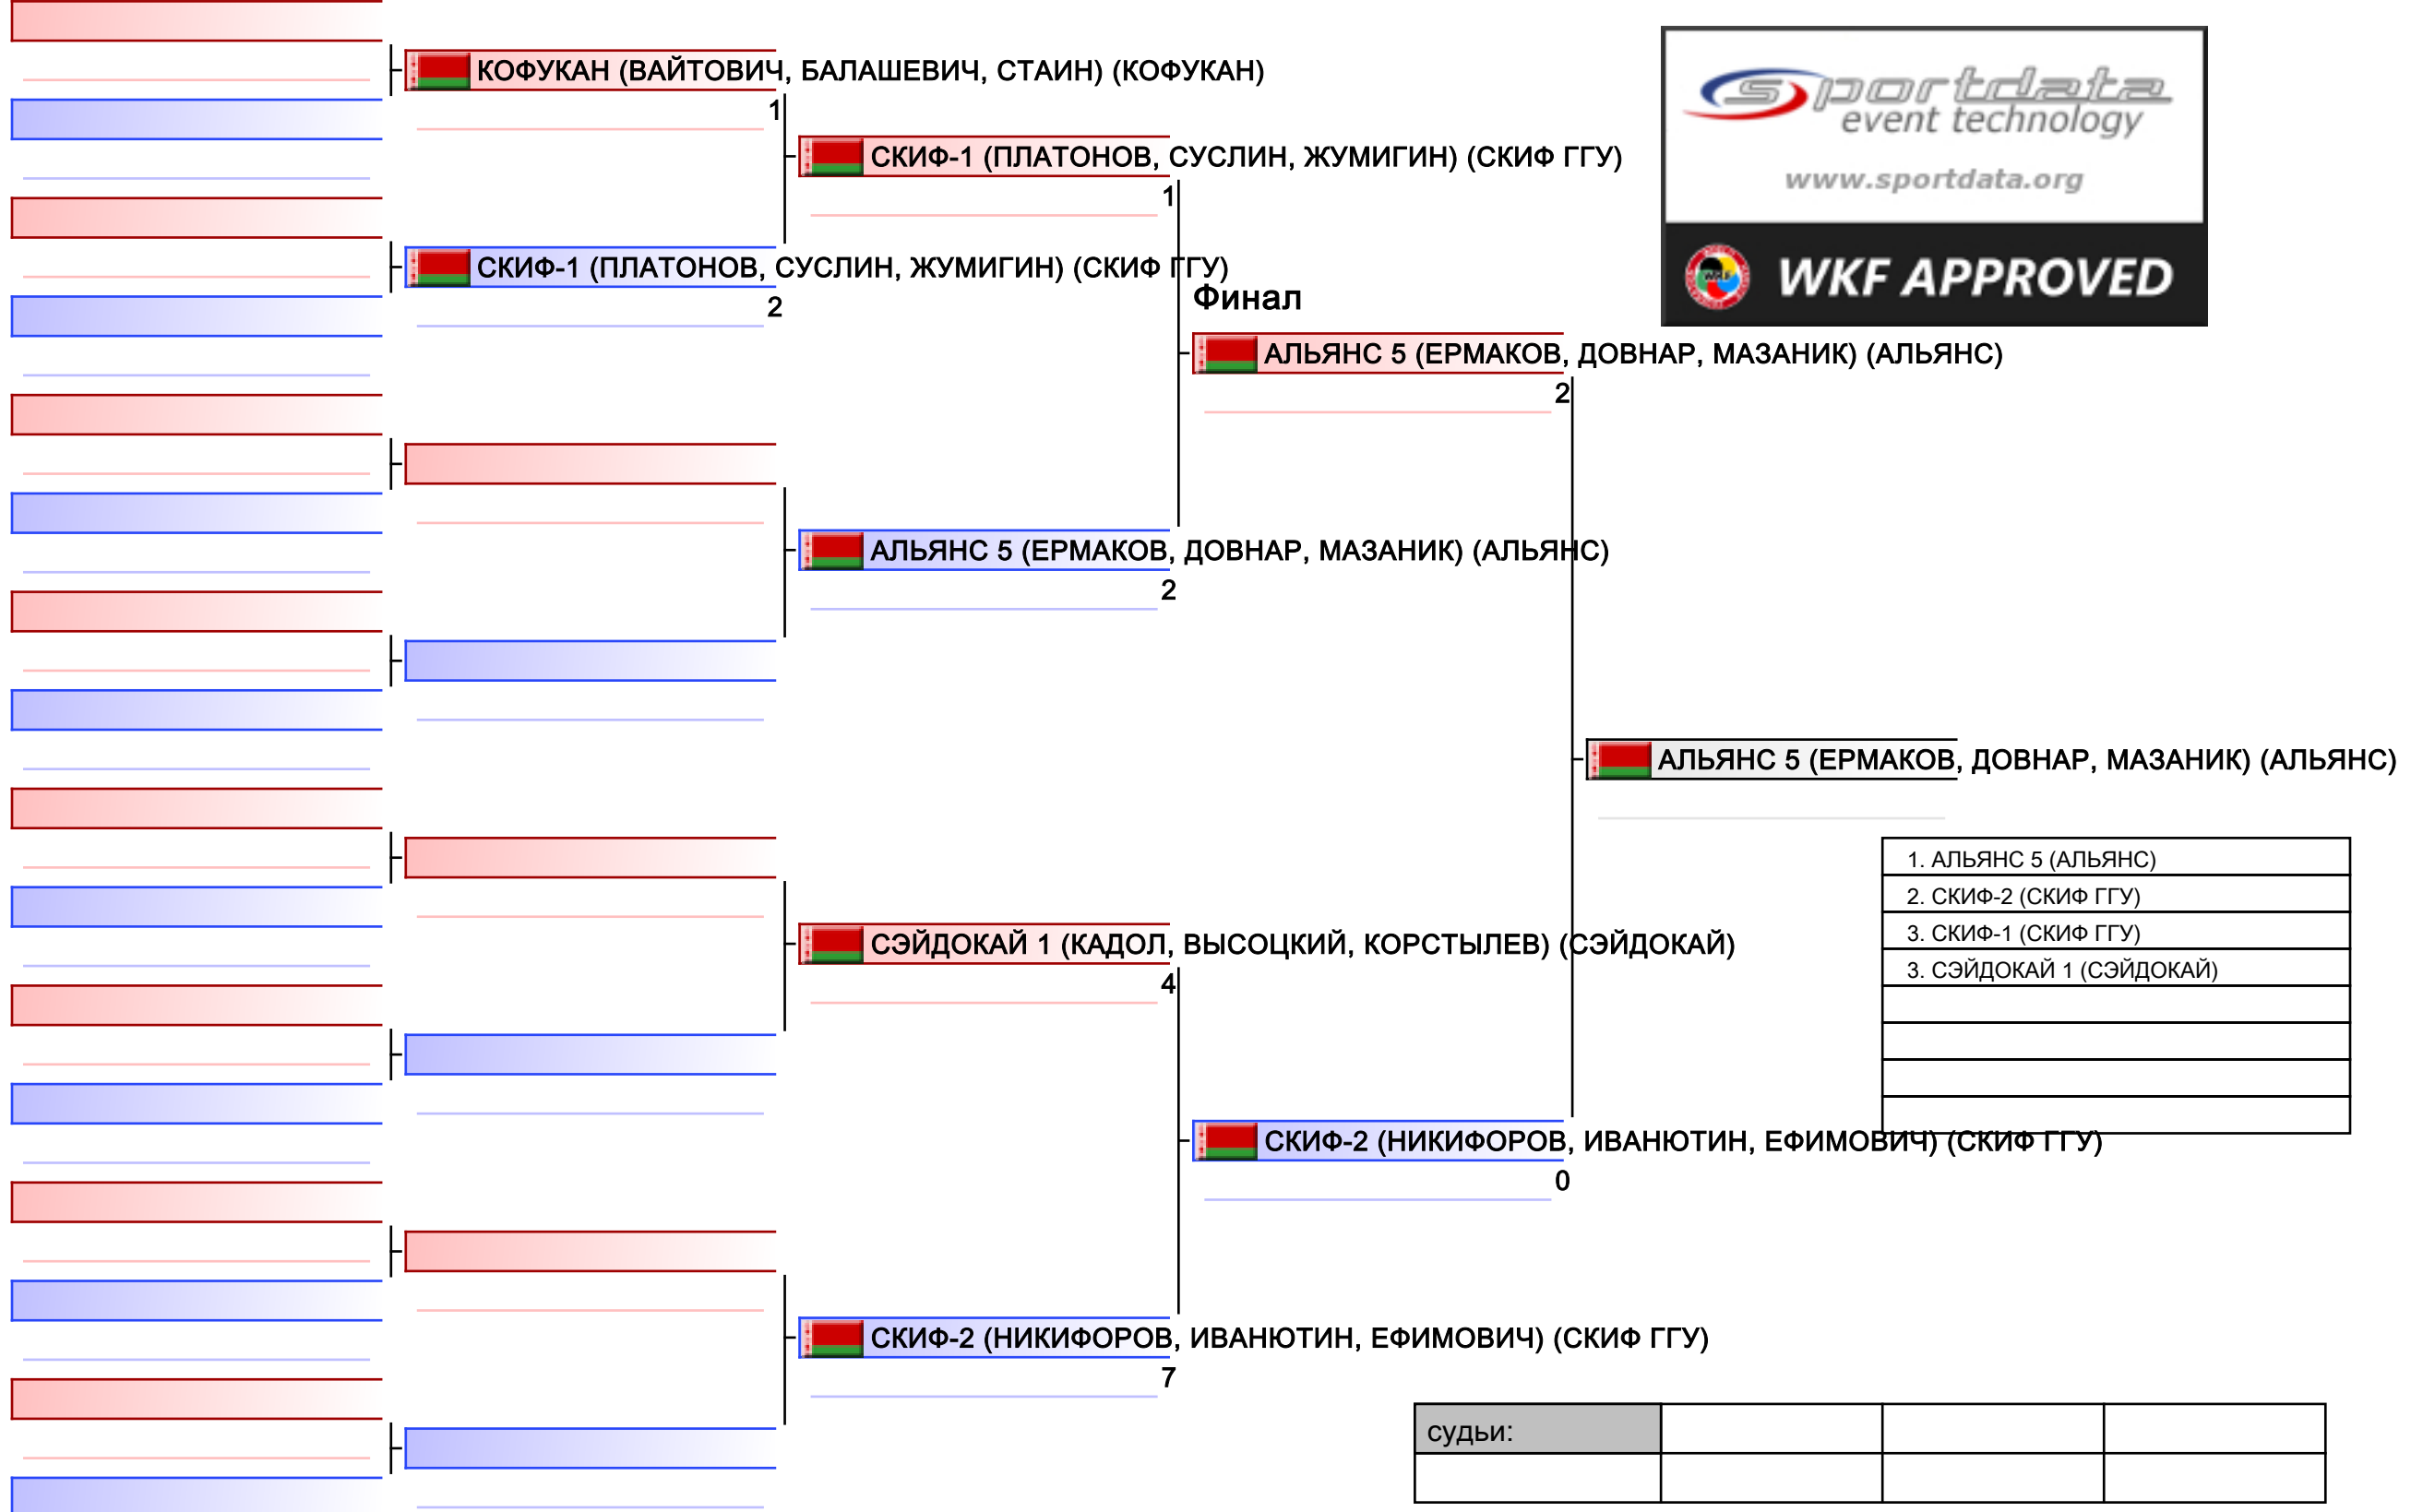 КОФУКАН (ВАЙТОВИЧ, БАЛАШЕВИЧ, СТАИН) (КОФУКАН)
1
СКИФ-1 (ПЛАТОНОВ, СУСЛИН, ЖУМИГИН) (СКИФ ГГУ)
1
СКИФ-1 (ПЛАТОНОВ, СУСЛИН, ЖУМИГИН) (СКИФ ГГУ)
2
Финал
АЛЬЯНС 5 (ЕРМАКОВ, ДОВНАР, МАЗАНИК) (АЛЬЯНС)
2
АЛЬЯНС 5 (ЕРМАКОВ, ДОВНАР, МАЗАНИК) (АЛЬЯНС)
2
АЛЬЯНС 5 (ЕРМАКОВ, ДОВНАР, МАЗАНИК) (АЛЬЯНС)
СЭЙДОКАЙ 1 (КАДОЛ, ВЫСОЦКИЙ, КОРСТЫЛЕВ) (СЭЙДОКАЙ)
4
СКИФ-2 (НИКИФОРОВ, ИВАНЮТИН, ЕФИМОВИЧ) (СКИФ ГГУ)
0
СКИФ-2 (НИКИФОРОВ, ИВАНЮТИН, ЕФИМОВИЧ) (СКИФ ГГУ)
7
sportdata
event technology
www.sportdata.org
WKF
WKF APPROVED
1. АЛЬЯНС 5 (АЛЬЯНС)
2. СКИФ-2 (СКИФ ГГУ)
3. СКИФ-1 (СКИФ ГГУ)
3. СЭЙДОКАЙ 1 (СЭЙДОКАЙ)
судьи: